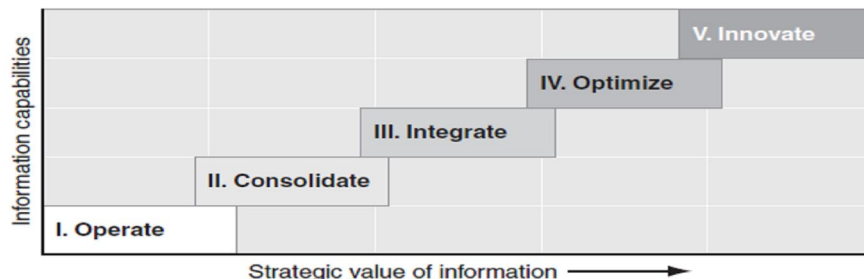 V. Innovate
IV. Optimize
III. Integrate
II. Consolidate
I. Operate
Information capabilities
Strategic value of information